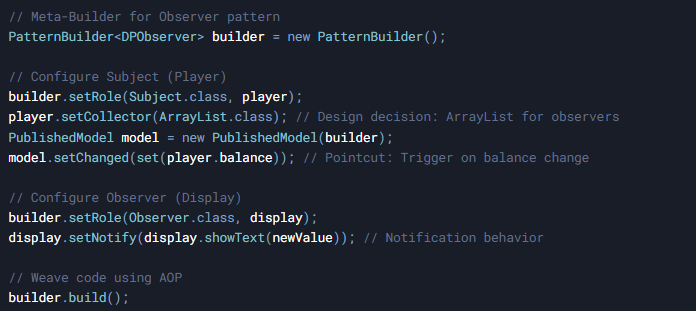 // Meta-Builder for Observer pattern
PatternBuilder<DPObserver> builder = new PatternBuilder();
// Configure Subject (Player)
builder.setRole(Subject.class, player);
player.setCollector(ArrayList.class); // Design decision: ArrayList for observers
PublishedModel model = new PublishedModel(builder);
model.setChanged(set(player.balance)); // Pointcut: Trigger on balance change
// Configure Observer (Display)
builder.setRole(Observer.class, display);
display.setNotify(display.showText(newValue)); // Notification behavior
// Weave code using AOP
builder.build();